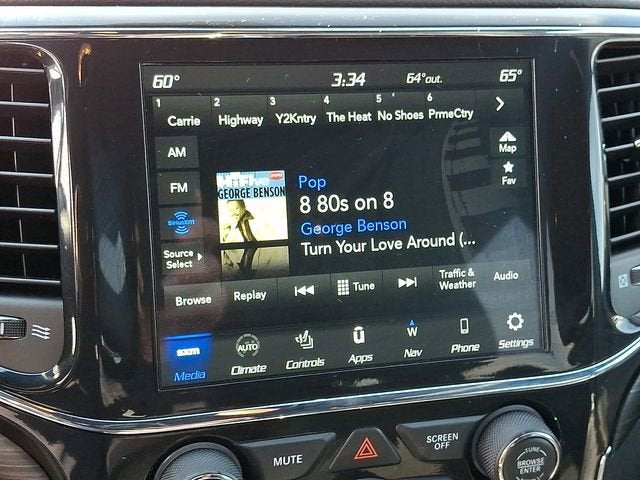 60° 3:34 64°out. 65°
1 2 3 4 5 6
Carrie Highway Y2Kntry The Heat No Shoes PrmeCtry
AM
Map
FM
Fav
SiriusXM
Source
Select
GEORGE BENSON
Pop
8 80s on 8
George Benson
Turn Your Love Around (...
Browse Replay Tune Traffic &
Weather Audio
sxm AUTO W
Media Climate Controls Apps Nav Phone Settings
MUTE
SCREEN
OFF
TUNE
BROWSE
ENTER